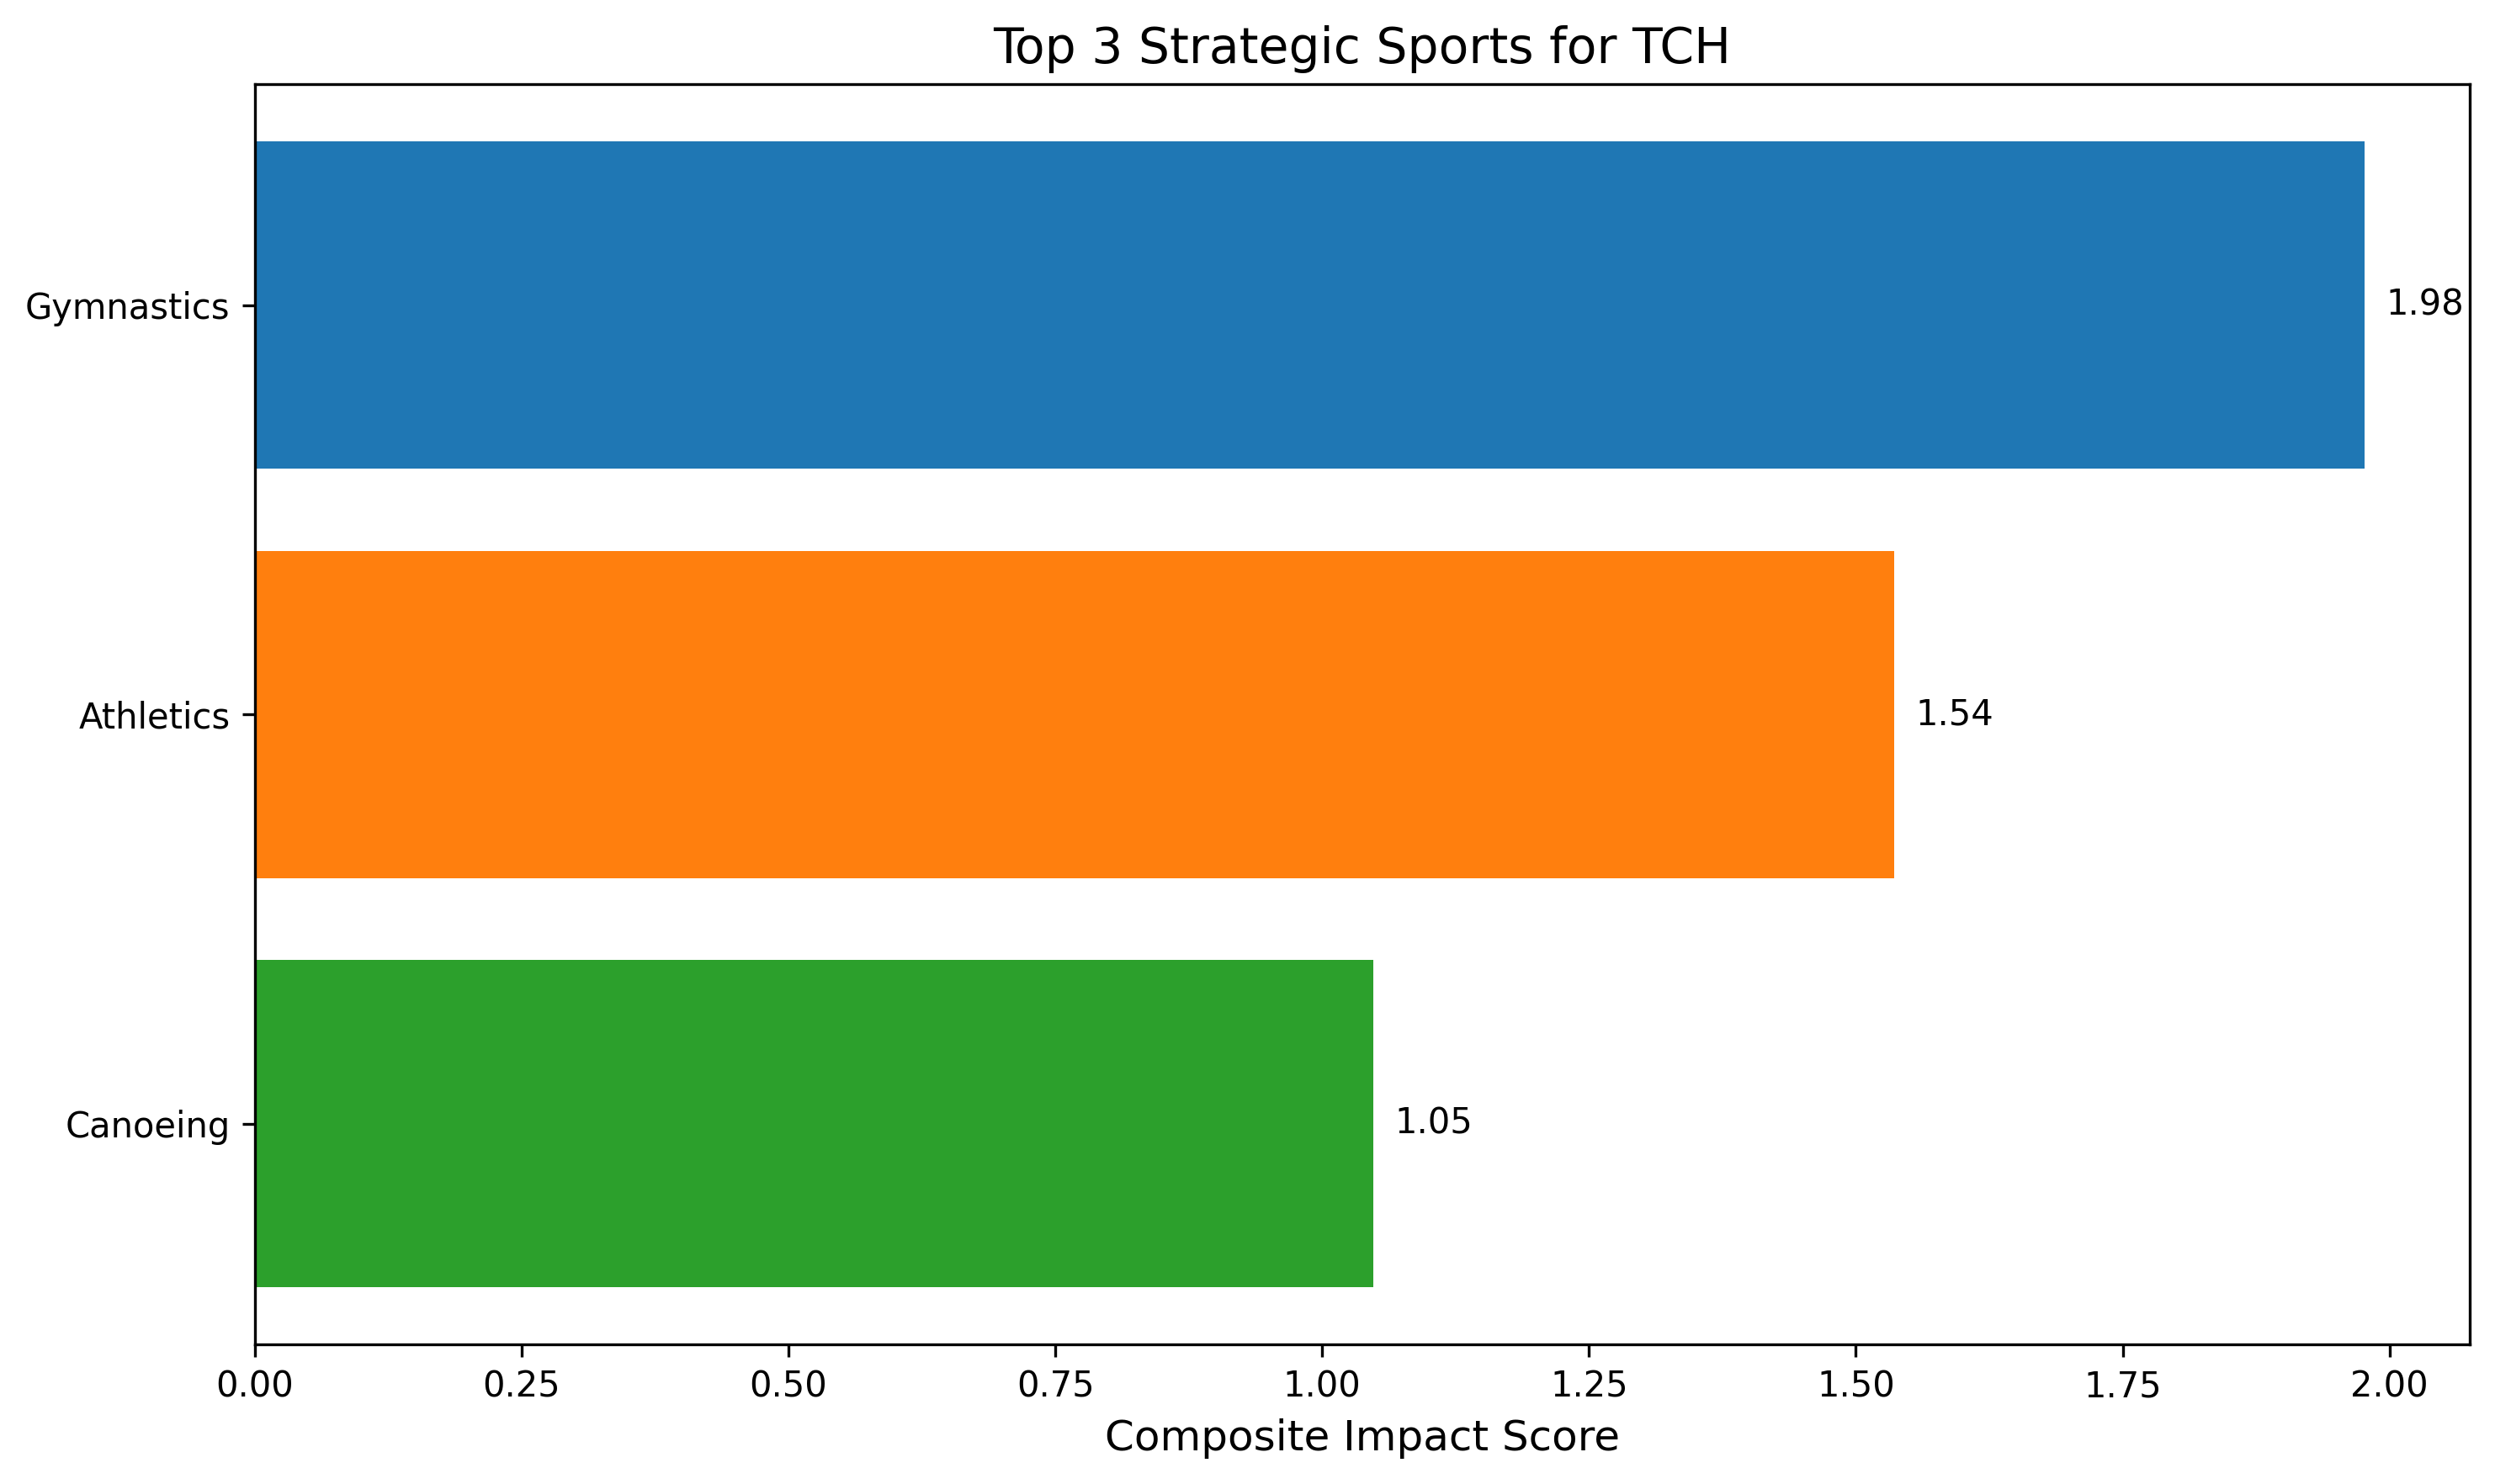 Top 3 Strategic Sports for TCH
Gymnastics
1.98
Athletics
1.54
Canoeing
1.05
0.00 0.25 0.50 0.75 1.00 1.25 1.50 1.75 2.00
Composite Impact Score